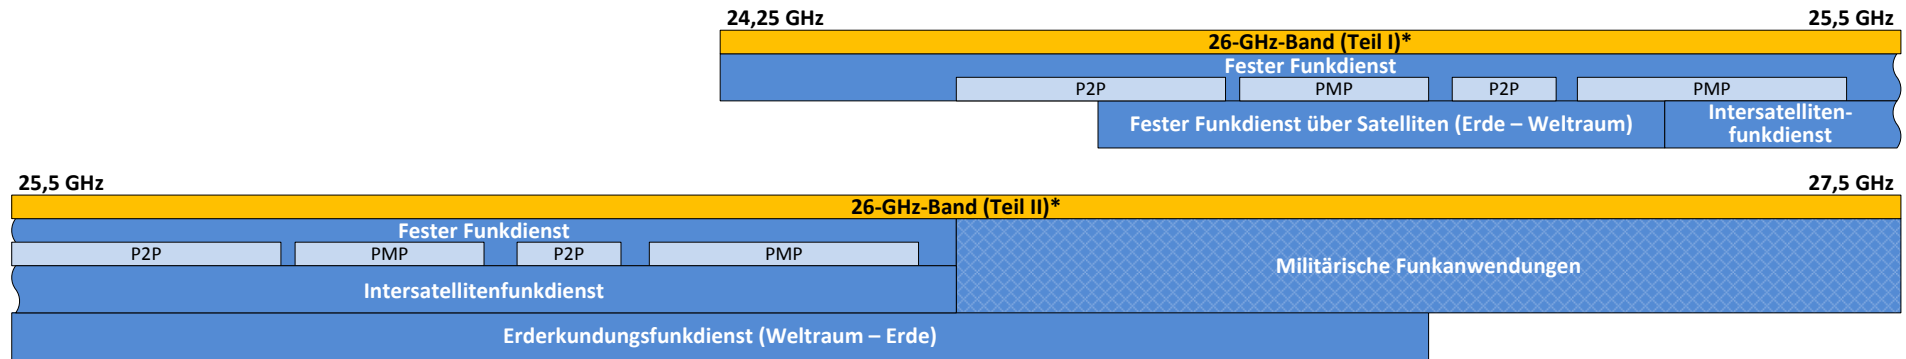 24,25 GHz 25,5 GHz
26-GHz-Band (Teil I)*
Fester Funkdienst
P2P PMP P2P PMP
Fester Funkdienst über Satelliten (Erde – Weltraum)
Intersatelliten-
funkdienst
25,5 GHz 27,5 GHz
26-GHz-Band (Teil II)*
Fester Funkdienst
P2P PMP P2P PMP
Militärische Funkanwendungen
Intersatellitenfunkdienst
Erderkundungsfunkdienst (Weltraum – Erde)